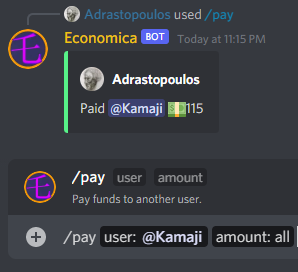 Adrastopoulos used /pay
Economica BOT Today at 11:15 PM
Adrastopoulos
Paid @Kamaji 💵115
/pay user amount
Pay funds to another user.
/pay user: @Kamaji amount: all